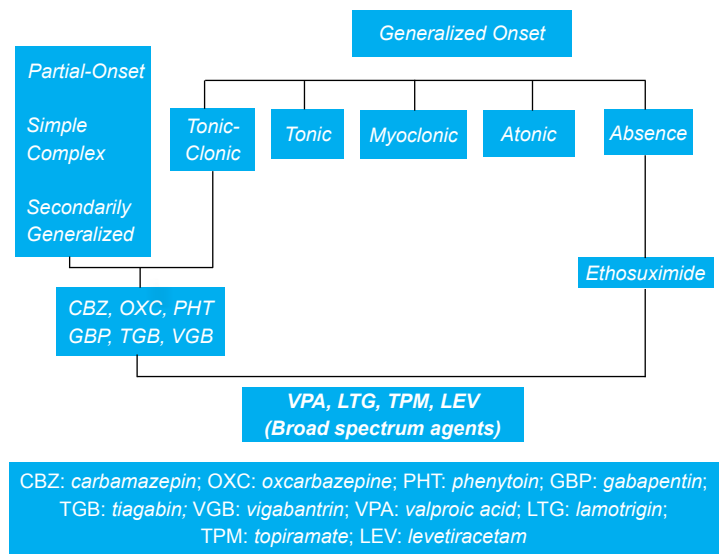 Generalized Onset
Partial-Onset
Simple
Complex
Secondarily
Generalized
Tonic-
Clonic
Tonic
Myoclonic
Atonic
Absence
Ethosuximide
CBZ, OXC, PHT
GBP, TGB, VGB
VPA, LTG, TPM, LEV
(Broad spectrum agents)
CBZ: carbamazepin; OXC: oxcarbazepine; PHT: phenytoin; GBP: gabapentin;
TGB: tiagabin; VGB: vigabantrin; VPA: valproic acid; LTG: lamotrigin;
TPM: topiramate; LEV: levetiracetam